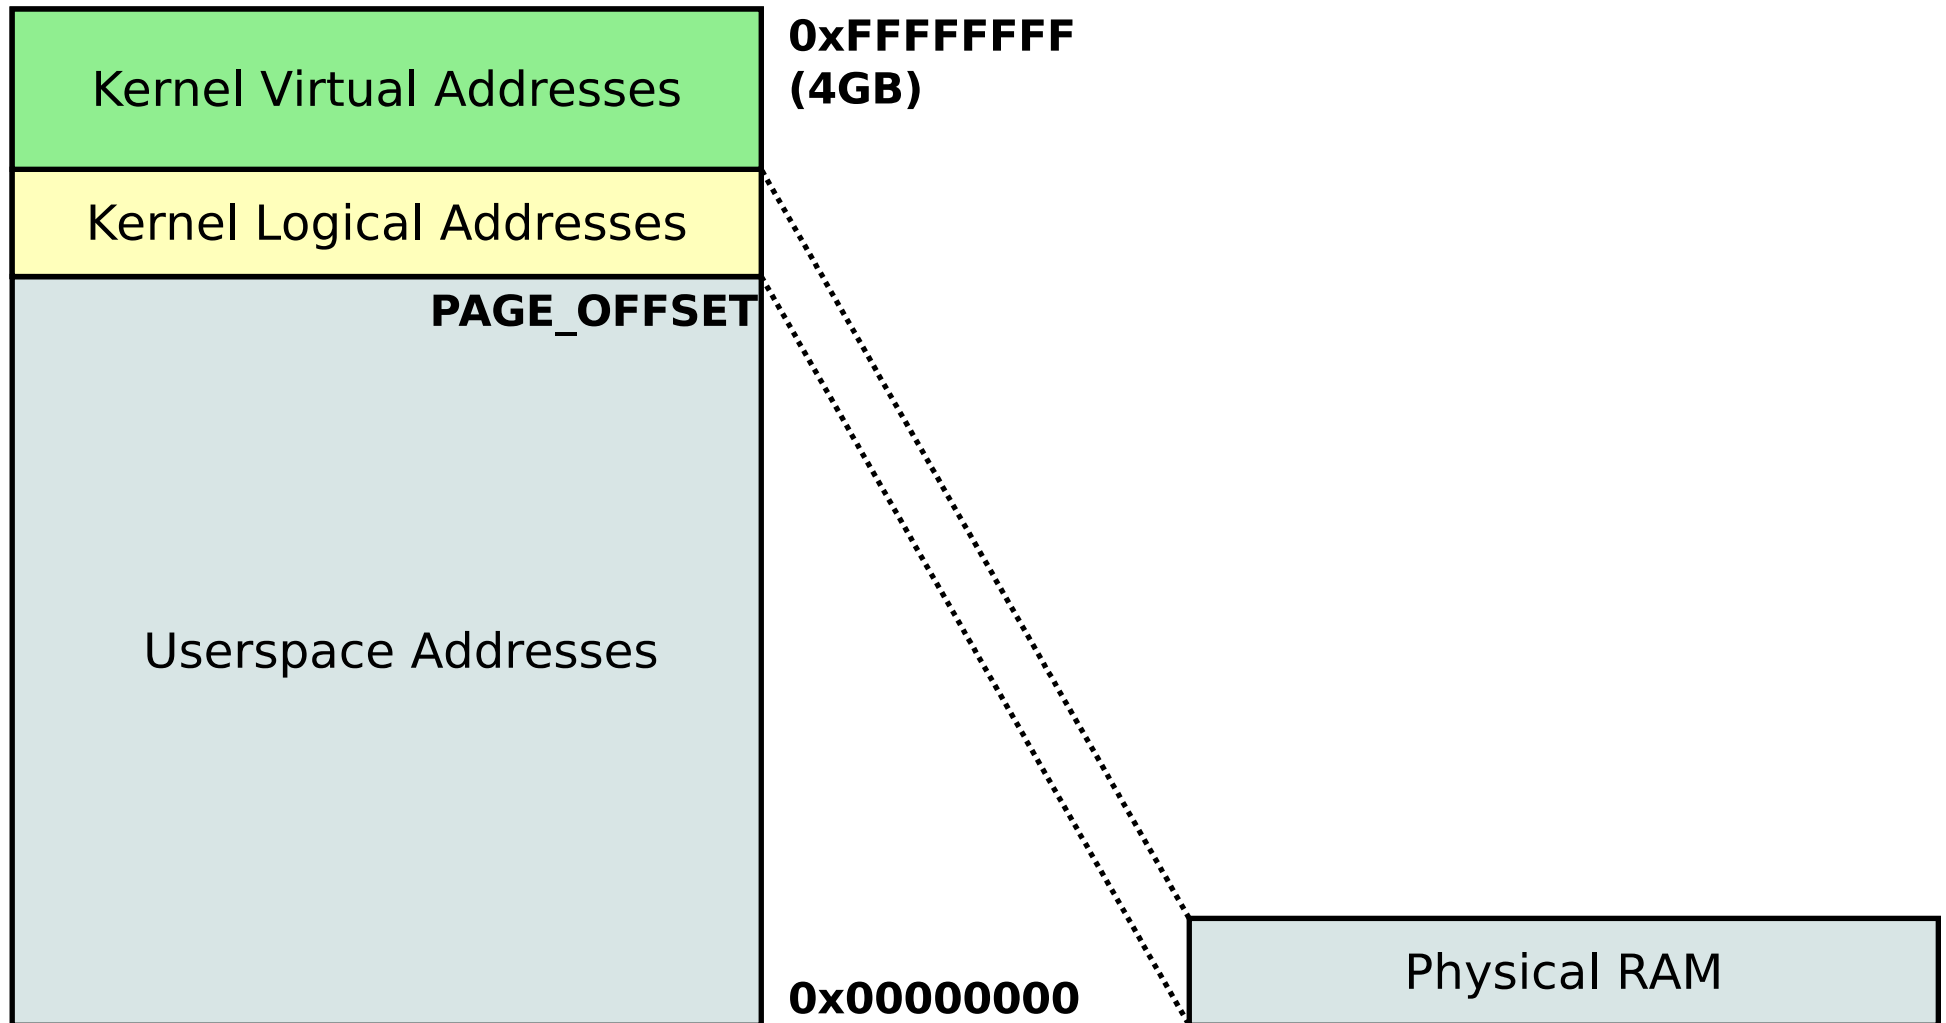 Kernel Virtual Addresses
0xFFFFFFFF
(4GB)
Kernel Logical Addresses
PAGE_OFFSET
Userspace Addresses
0x00000000
Physical RAM